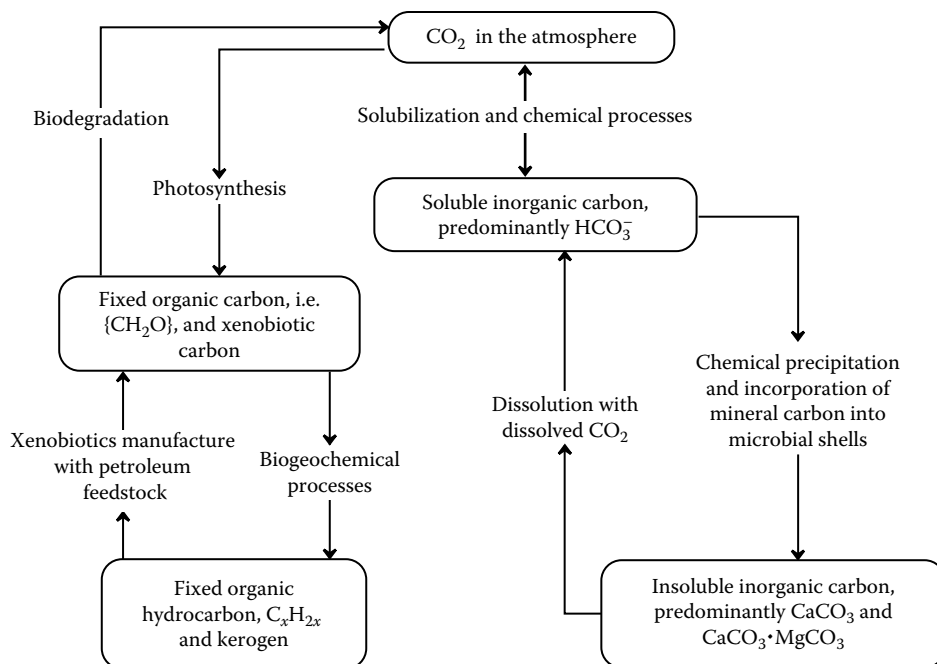 CO₂ in the atmosphere
Biodegradation
Solubilization and chemical processes
Photosynthesis
Soluble inorganic carbon,
predominantly HCO₃⁻
Fixed organic carbon, i.e.
{CH₂O}, and xenobiotic
carbon
Chemical precipitation
and incorporation of
mineral carbon into
microbial shells
Dissolution with
dissolved CO₂
Xenobiotics manufacture
with petroleum
feedstock
Biogeochemical
processes
Fixed organic
hydrocarbon, CₓH₂ₓ
and kerogen
Insoluble inorganic carbon,
predominantly CaCO₃ and
CaCO₃•MgCO₃